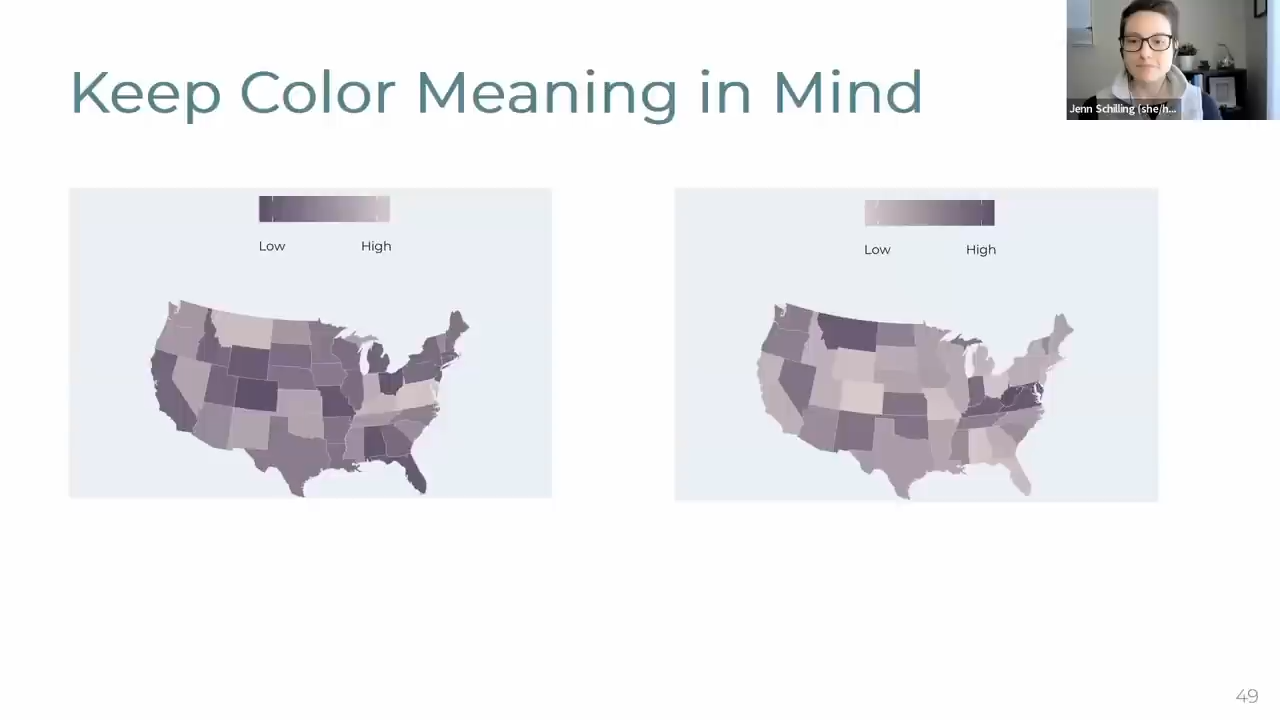 Keep Color Meaning in Mind
Jenn Schilling (she/h...
Low High
Low High
49